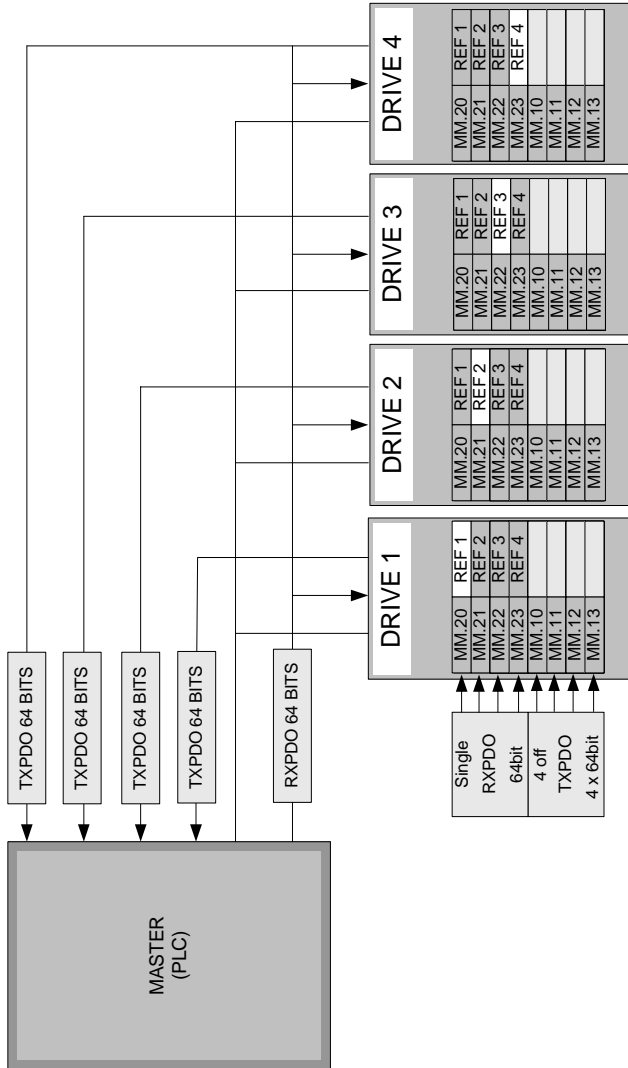 MASTER
(PLC)
TXPDO 64 BITS
TXPDO 64 BITS
TXPDO 64 BITS
TXPDO 64 BITS
RXPDO 64 BITS
Single
RXPDO
64bit
4 off
TXPDO
4 x 64bit
DRIVE 1
MM.20 REF 1
MM.21 REF 2
MM.22 REF 3
MM.23 REF 4
MM.10
MM.11
MM.12
MM.13
DRIVE 2
MM.20 REF 1
MM.21 REF 2
MM.22 REF 3
MM.23 REF 4
MM.10
MM.11
MM.12
MM.13
DRIVE 3
MM.20 REF 1
MM.21 REF 2
MM.22 REF 3
MM.23 REF 4
MM.10
MM.11
MM.12
MM.13
DRIVE 4
MM.20 REF 1
MM.21 REF 2
MM.22 REF 3
MM.23 REF 4
MM.10
MM.11
MM.12
MM.13